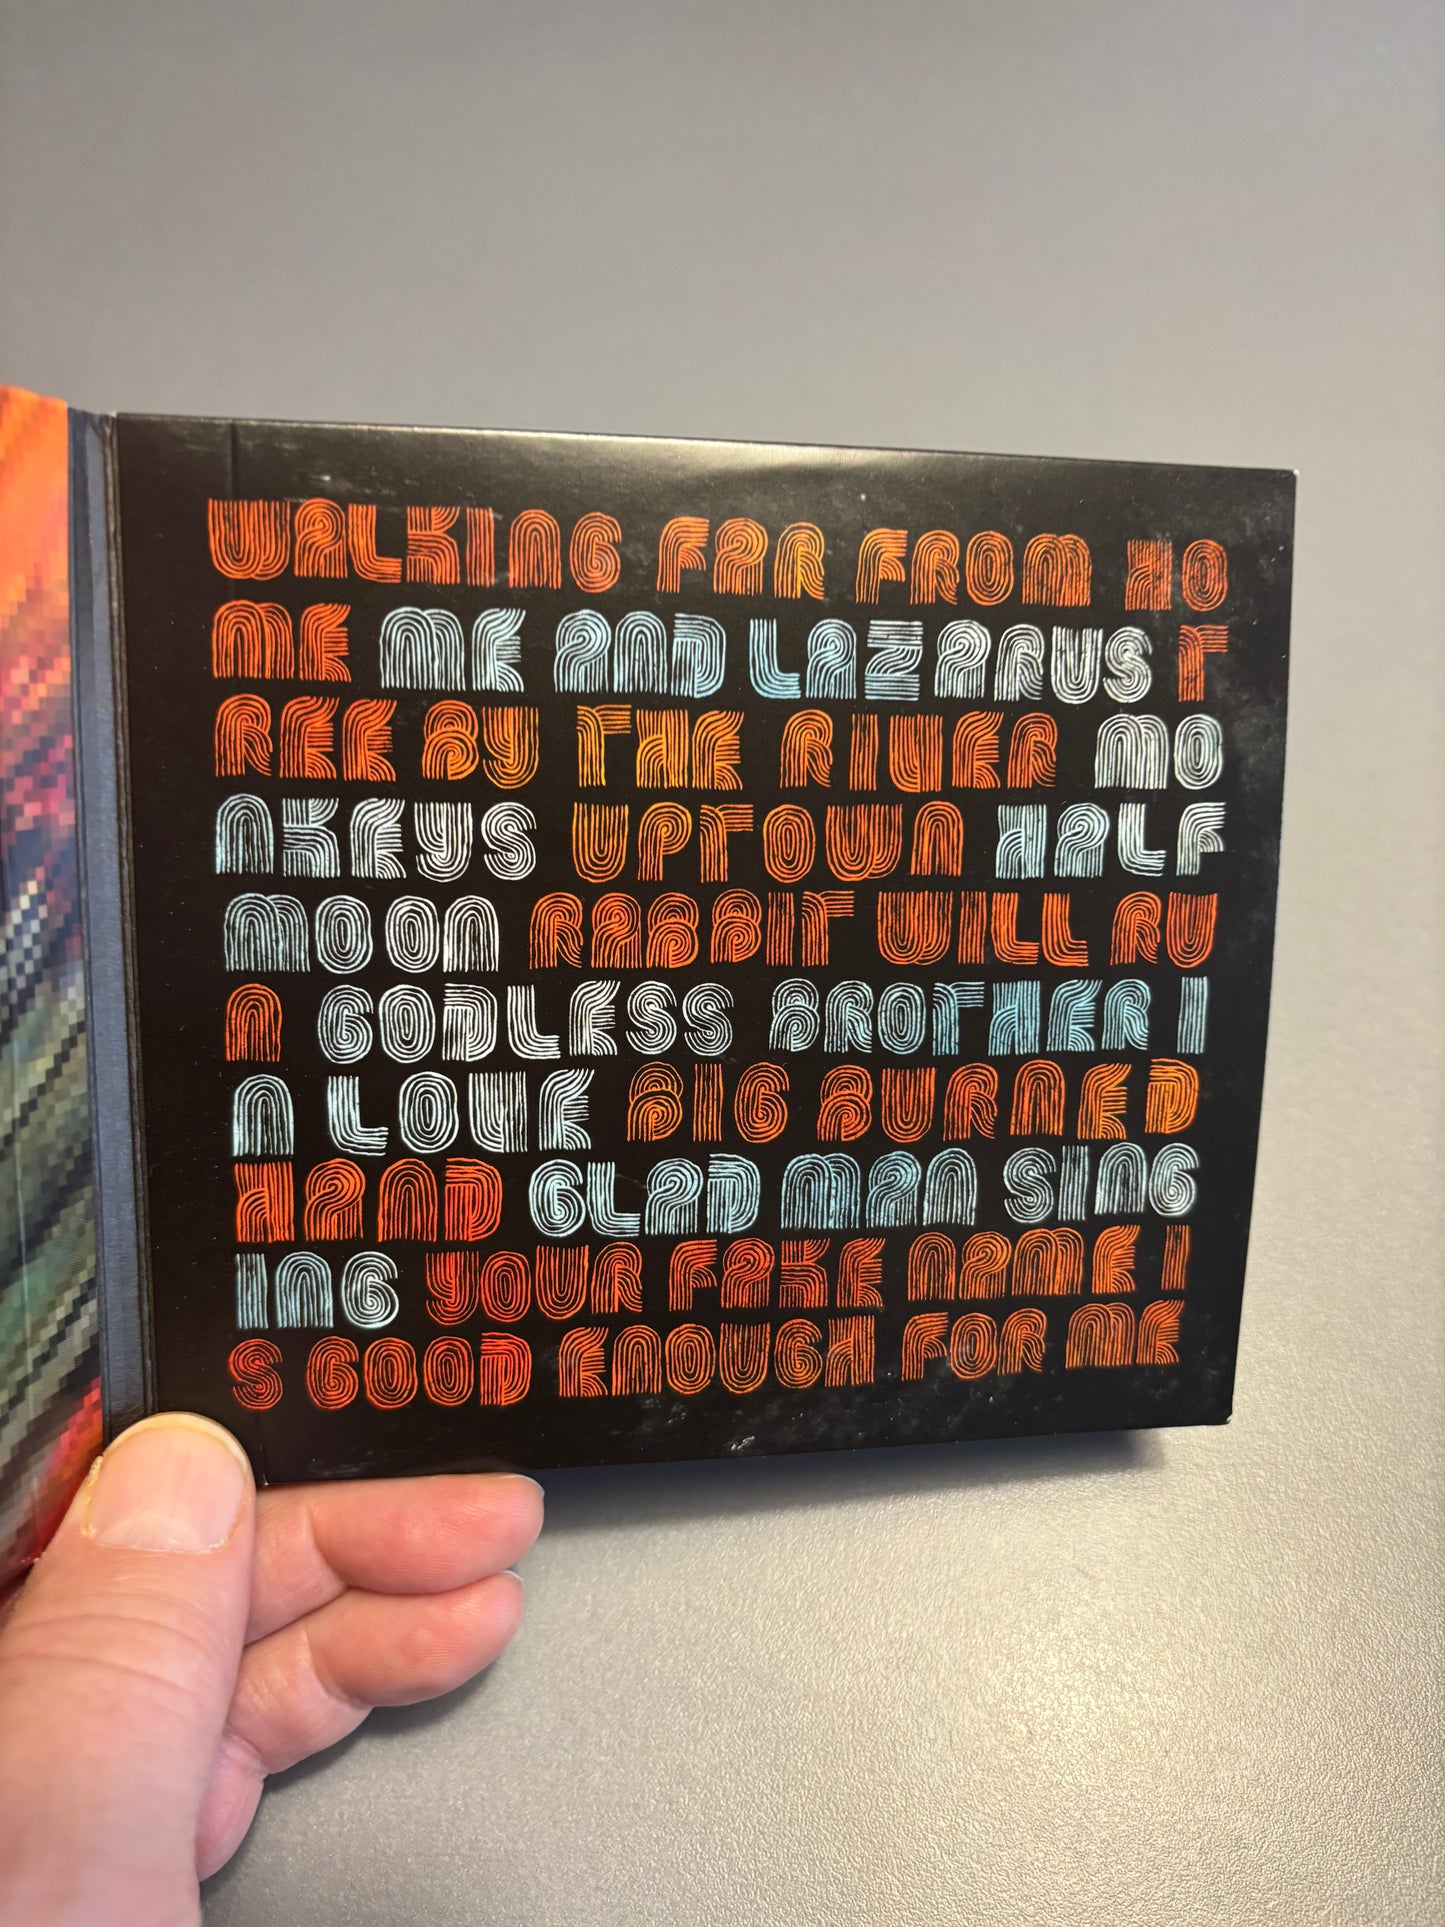 WALKING FAR FROM HO
ME ME AND LAZARUS T
REE BY THE RIVER MO
NKEYS UPTOWN HALF
MOON RABBIT WILL RU
N GODLESS BROTHER I
N LOVE BIG BURNED
HAND GLAD MAN SING
ING YOUR FAKE NAME I
S GOOD ENOUGH FOR ME